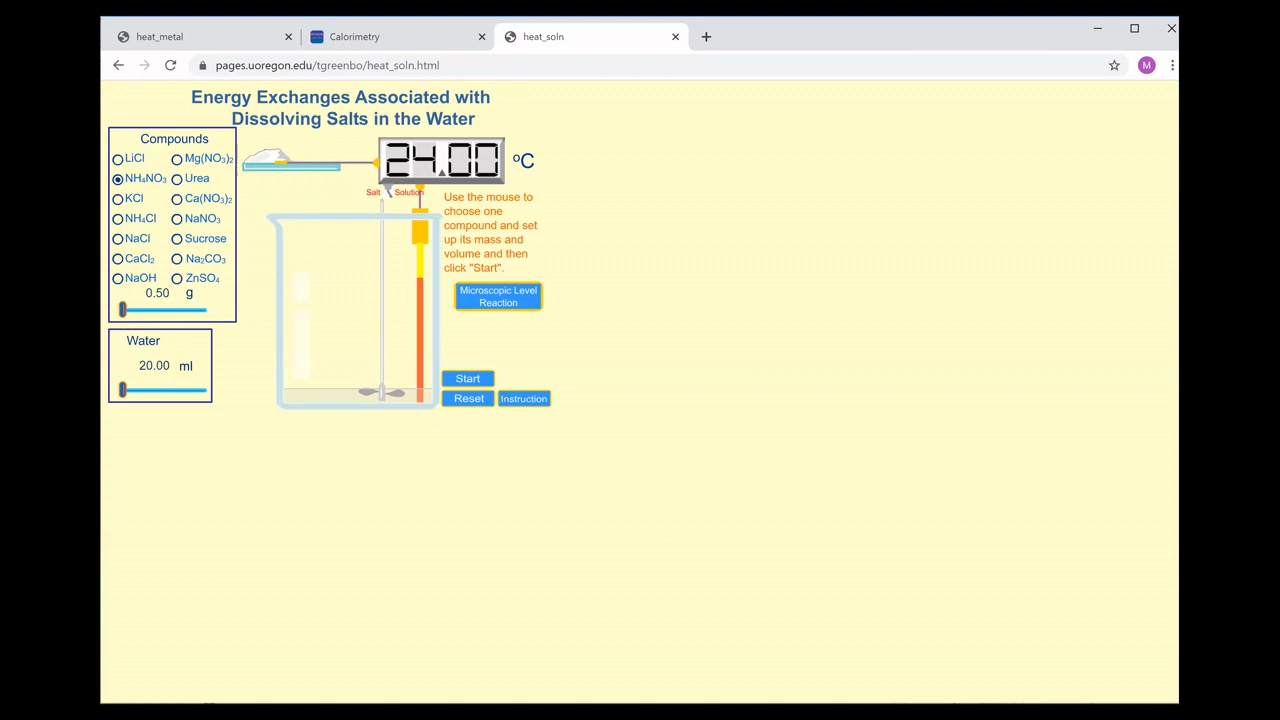 heat_metal
Calorimetry
heat_soln
pages.uoregon.edu/tgreenbo/heat_soln.html
M
Energy Exchanges Associated with
Dissolving Salts in the Water
Compounds
LiCl Mg(NO₃)₂
NH₄NO₃ Urea
KCl Ca(NO₃)₂
NH₄Cl NaNO₃
NaCl Sucrose
CaCl₂ Na₂CO₃
NaOH ZnSO₄
0.50 g
Water
20.00 ml
24.00 ºC
Salt Solution
Use the mouse to
choose one
compound and set
up its mass and
volume and then
click "Start".
Microscopic Level
Reaction
Start
Reset Instruction